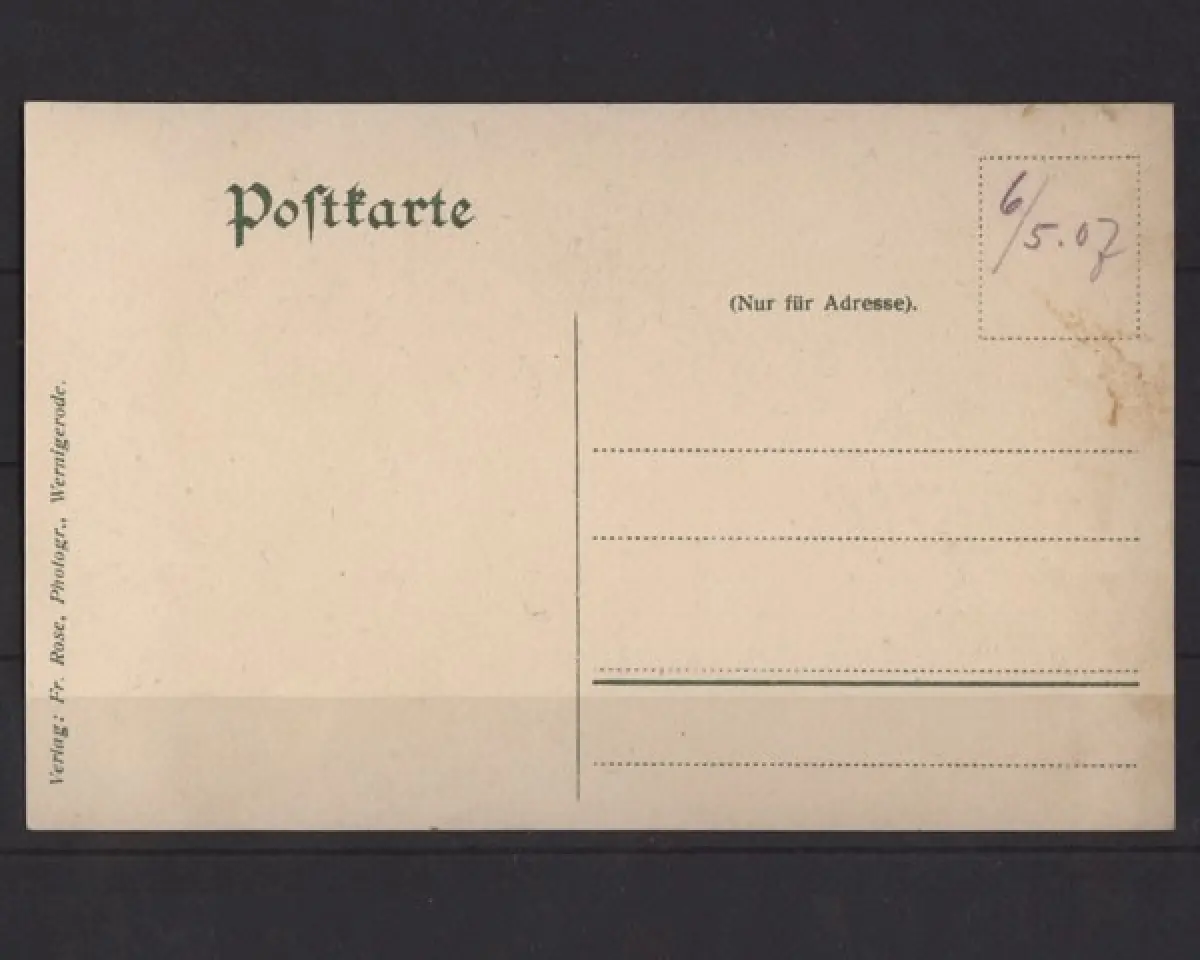 Poſtkarte
6/5.07
(Nur für Adresse).
Verlag: Fr. Rose, Photogr., Wernigerode.